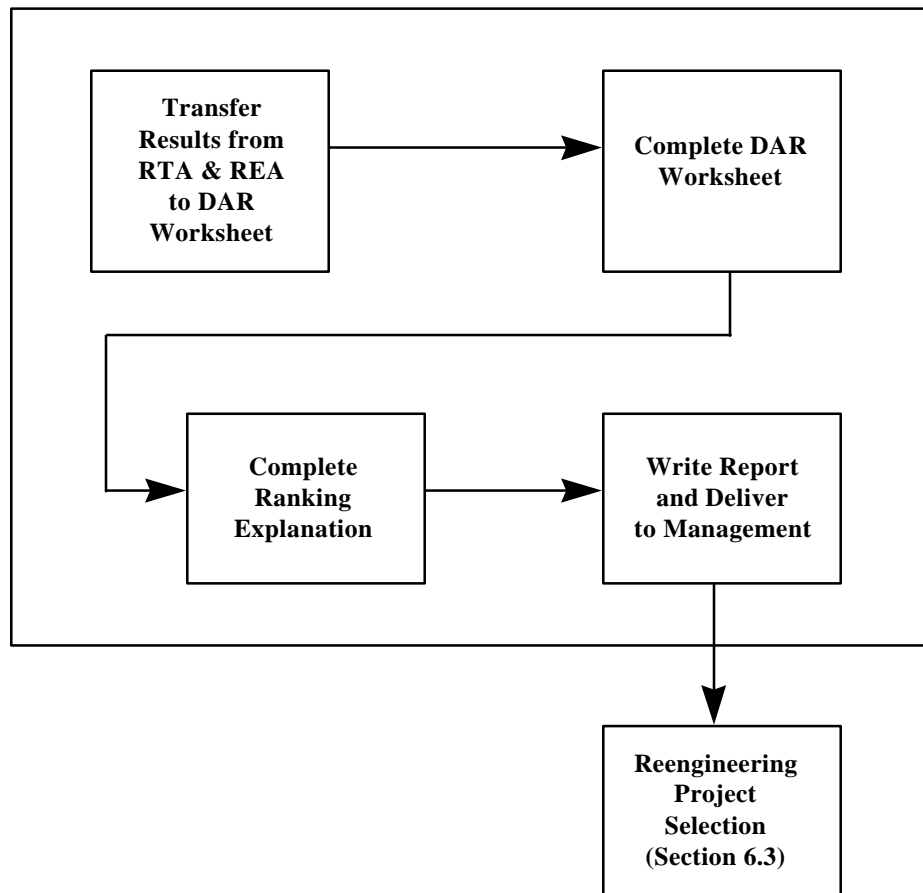 Transfer
Results from
RTA & REA
to DAR
Worksheet
Complete DAR
Worksheet
Complete
Ranking
Explanation
Write Report
and Deliver
to Management
Reengineering
Project
Selection
(Section 6.3)